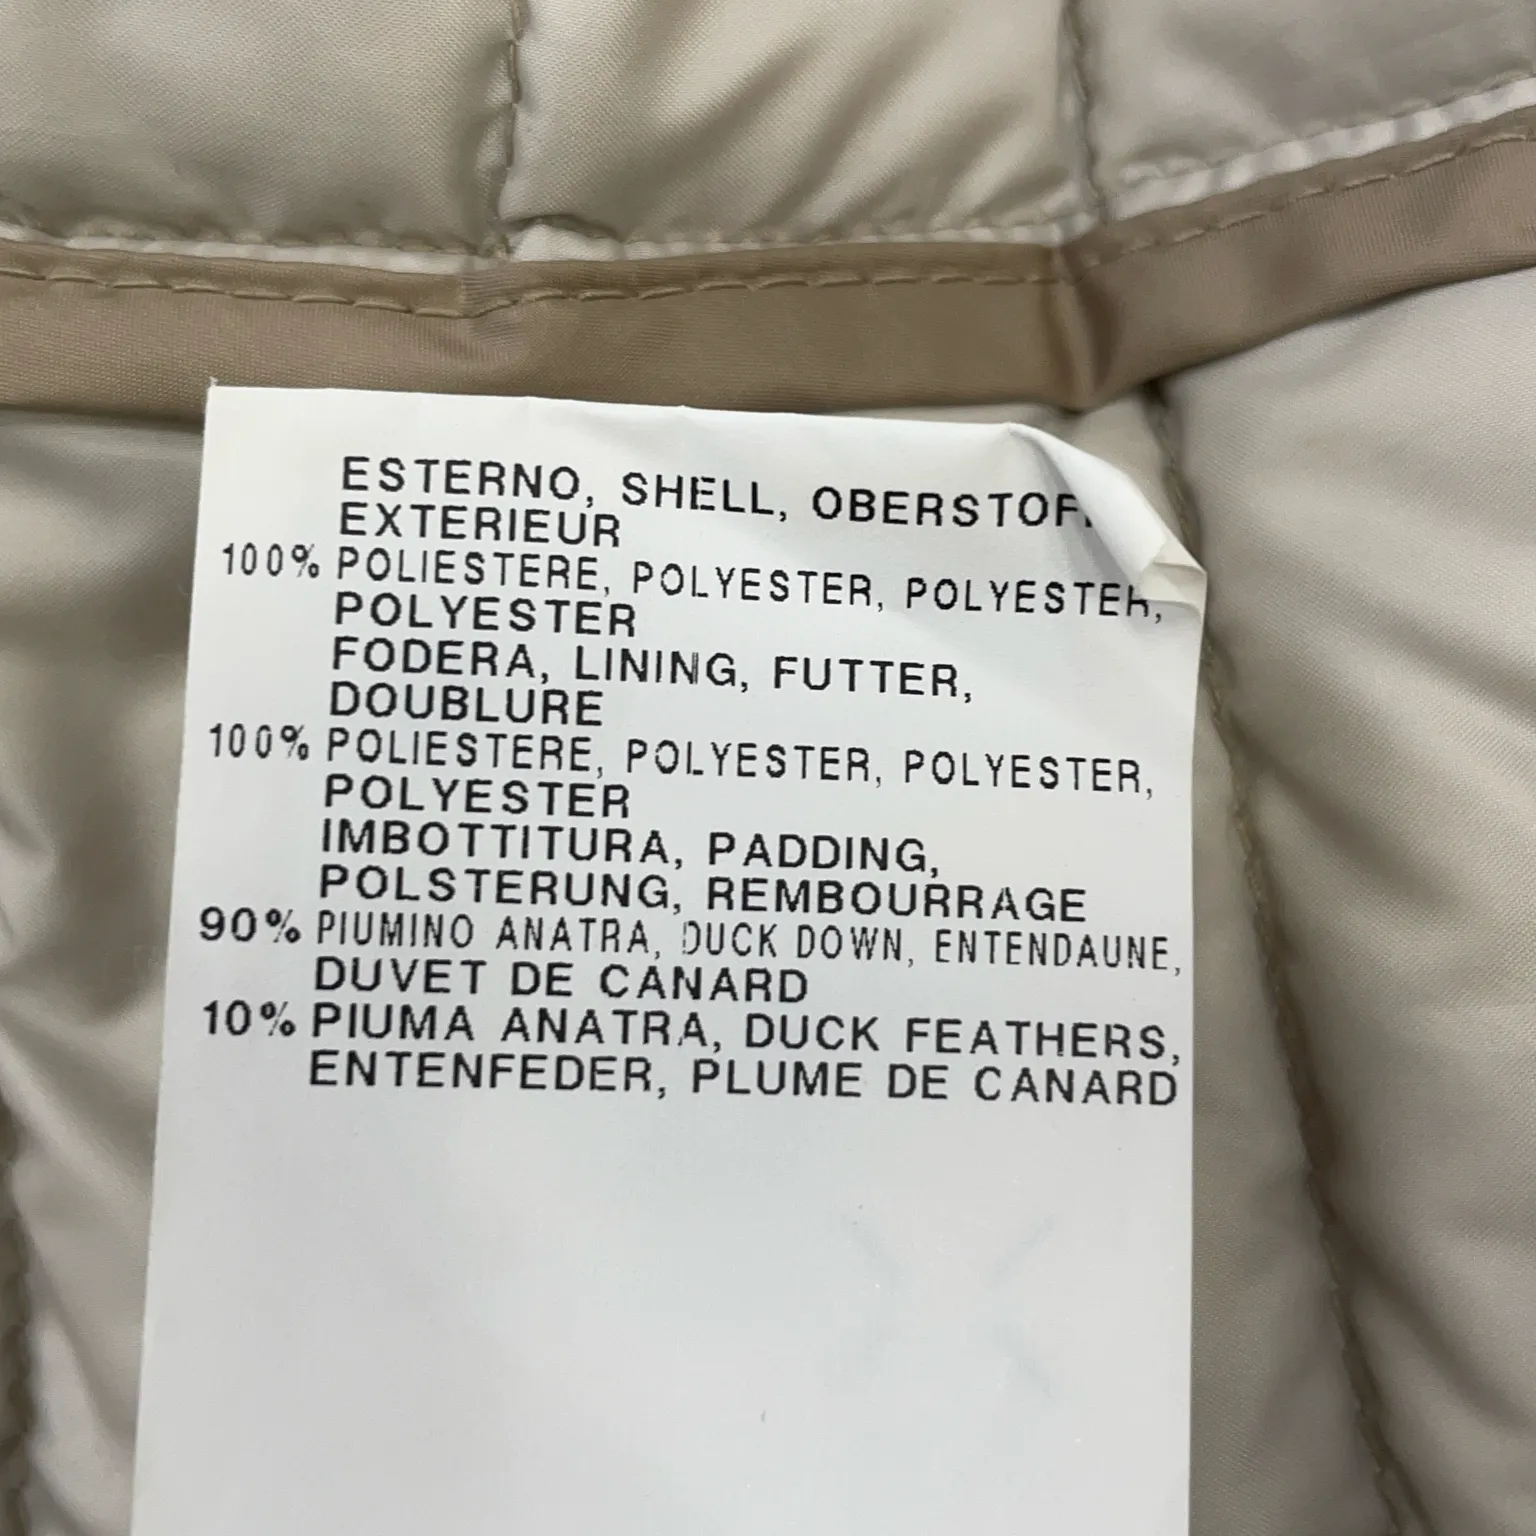 ESTERNO, SHELL, OBERSTOF
EXTERIEUR
100% POLIESTERE, POLYESTER, POLYESTER,
POLYESTER
FODERA, LINING, FUTTER,
DOUBLURE
100% POLIESTERE, POLYESTER, POLYESTER,
POLYESTER
IMBOTTITURA, PADDING,
POLSTERUNG, REMBOURRAGE
90% PIUMINO ANATRA, DUCK DOWN, ENTENDAUNE,
DUVET DE CANARD
10% PIUMA ANATRA, DUCK FEATHERS,
ENTENFEDER, PLUME DE CANARD